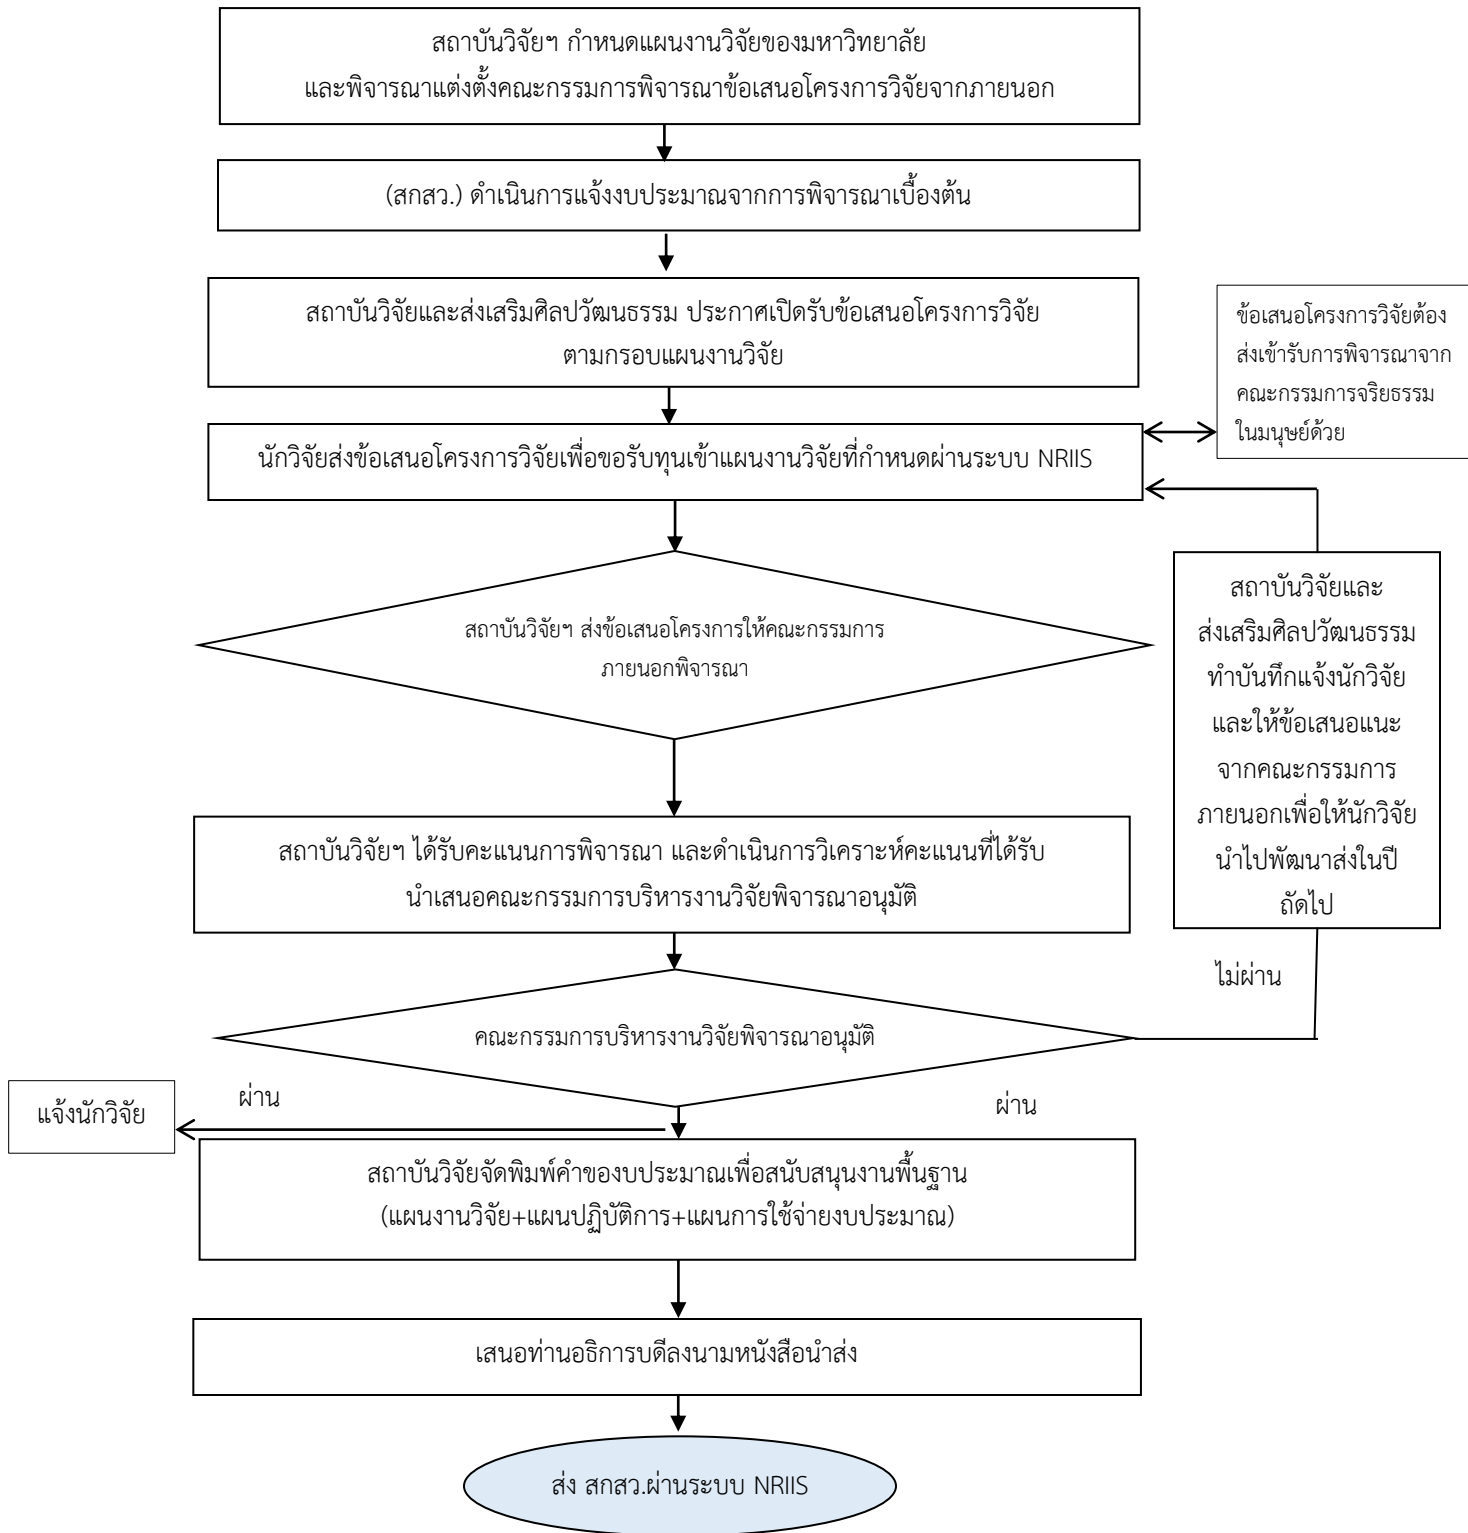 สถาบันวิจัยฯ กำหนดแผนงานวิจัยของมหาวิทยาลัย
และพิจารณาแต่งตั้งคณะกรรมการพิจารณาข้อเสนอโครงการวิจัยจากภายนอก
(สกสว.) ดำเนินการแจ้งงบประมาณจากการพิจารณาเบื้องต้น
สถาบันวิจัยและส่งเสริมศิลปวัฒนธรรม ประกาศเปิดรับข้อเสนอโครงการวิจัย
ตามกรอบแผนงานวิจัย
ข้อเสนอโครงการวิจัยต้อง
ส่งเข้ารับการพิจารณาจาก
คณะกรรมการจริยธรรม
ในมนุษย์ด้วย
นักวิจัยส่งข้อเสนอโครงการวิจัยเพื่อขอรับทุนเข้าแผนงานวิจัยที่กำหนดผ่านระบบ NRIIS
สถาบันวิจัยฯ ส่งข้อเสนอโครงการให้คณะกรรมการ
ภายนอกพิจารณา
สถาบันวิจัยและ
ส่งเสริมศิลปวัฒนธรรม
ทำบันทึกแจ้งนักวิจัย
และให้ข้อเสนอแนะ
จากคณะกรรมการ
ภายนอกเพื่อให้นักวิจัย
นำไปพัฒนาส่งในปี
ถัดไป
สถาบันวิจัยฯ ได้รับคะแนนการพิจารณา และดำเนินการวิเคราะห์คะแนนที่ได้รับ
นำเสนอคณะกรรมการบริหารงานวิจัยพิจารณาอนุมัติ
ไม่ผ่าน
คณะกรรมการบริหารงานวิจัยพิจารณาอนุมัติ
แจ้งนักวิจัย
ผ่าน
ผ่าน
สถาบันวิจัยจัดพิมพ์คำของบประมาณเพื่อสนับสนุนงานพื้นฐาน
(แผนงานวิจัย+แผนปฏิบัติการ+แผนการใช้จ่ายงบประมาณ)
เสนอท่านอธิการบดีลงนามหนังสือนำส่ง
ส่ง สกสว.ผ่านระบบ NRIIS